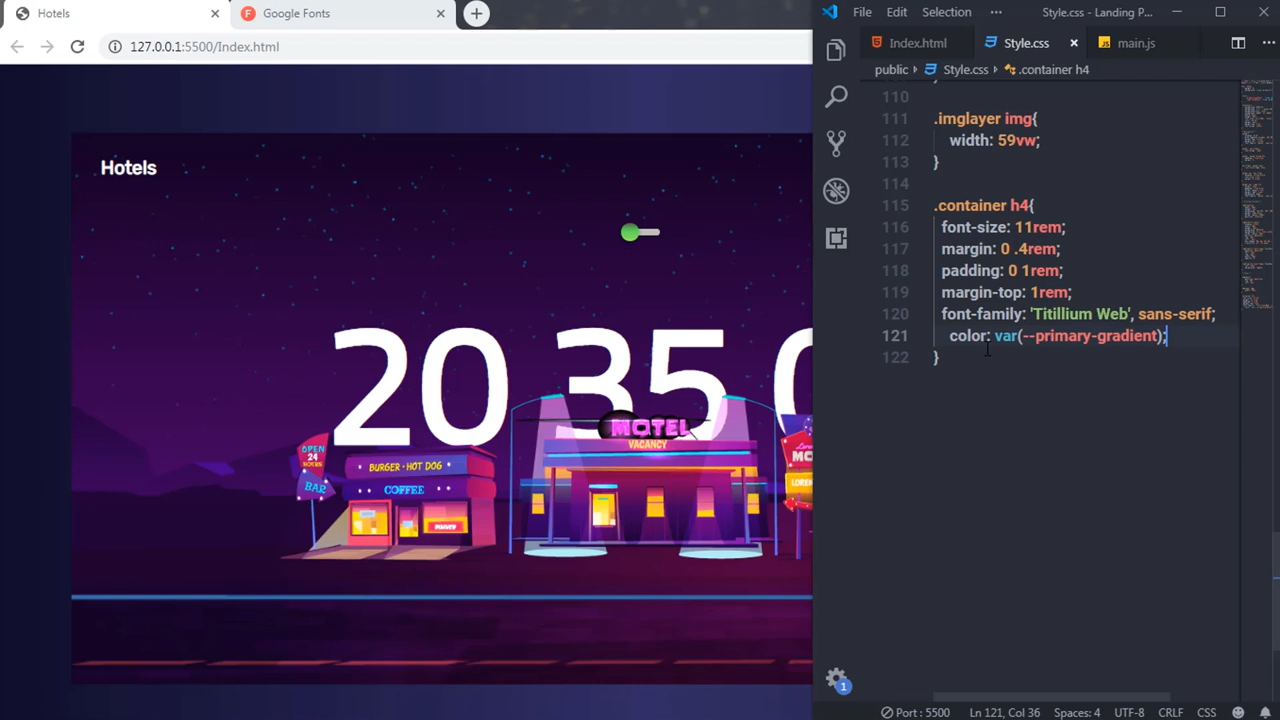 Hotels
Google Fonts
127.0.0.1:5500/Index.html
Hotels
20 35
OPEN
24
BAR
BURGER • HOT DOG
COFFEE
MOTEL
VACANCY
File Edit Selection ··· Style.css - Landing P...
Index.html Style.css main.js ···
public Style.css .container h4
110
111 .imglayer img{
112 width: 59vw;
113 }
114
115 .container h4{
116 font-size: 11rem;
117 margin: 0 .4rem;
118 padding: 0 1rem;
119 margin-top: 1rem;
120 font-family: 'Titillium Web', sans-serif;
121 color: var(--primary-gradient);
122 }
1
Port : 5500 Ln 121, Col 36 Spaces: 4 UTF-8 CRLF CSS